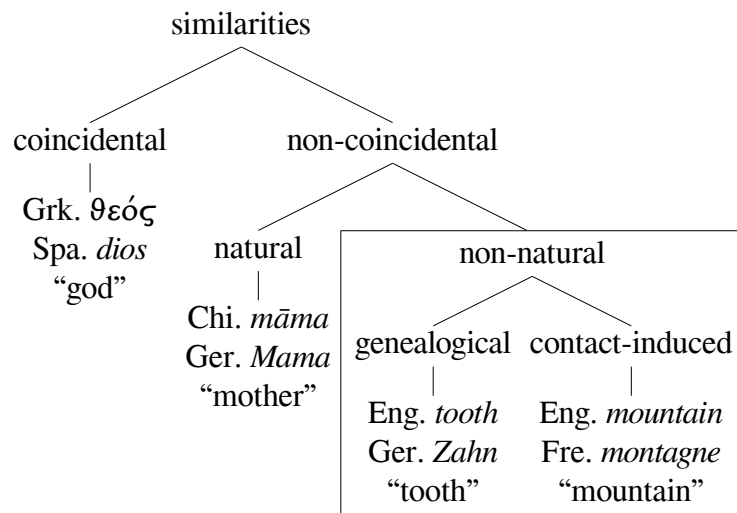 similarities
coincidental non-coincidental
Grk. ϑεός
Spa. dios
“god”
natural non-natural
Chi. māma
Ger. Mama
“mother”
genealogical contact-induced
Eng. tooth
Ger. Zahn
“tooth”
Eng. mountain
Fre. montagne
“mountain”